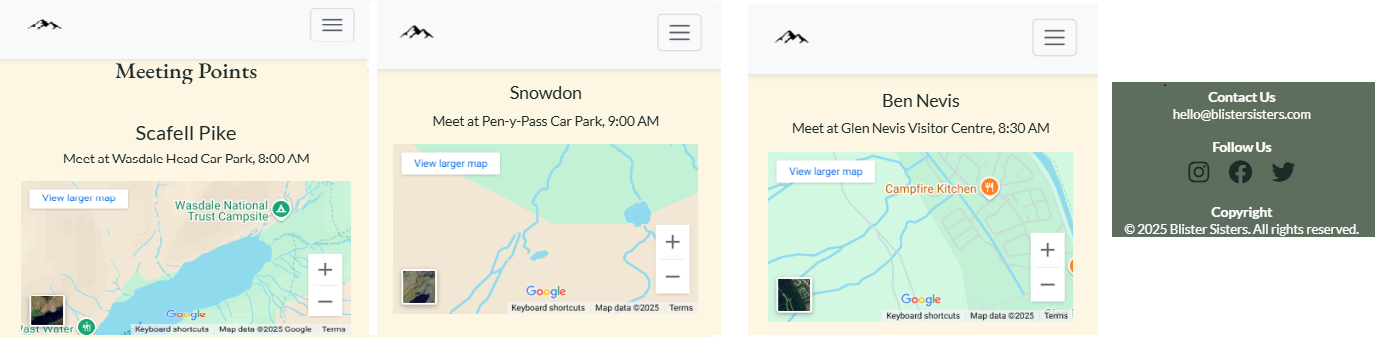 Meeting Points
Scafell Pike
Meet at Wasdale Head Car Park, 8:00 AM
View larger map
Wasdale National
Trust Campsite
ast Water
Google
Keyboard shortcuts Map data ©2025 Google Terms
Snowdon
Meet at Pen-y-Pass Car Park, 9:00 AM
View larger map
Google
Keyboard shortcuts Map data ©2025 Terms
Ben Nevis
Meet at Glen Nevis Visitor Centre, 8:30 AM
View larger map
Campfire Kitchen
Google
Keyboard shortcuts Map data ©2025 Terms
Contact Us
hello@blistersisters.com
Follow Us
Copyright
© 2025 Blister Sisters. All rights reserved.